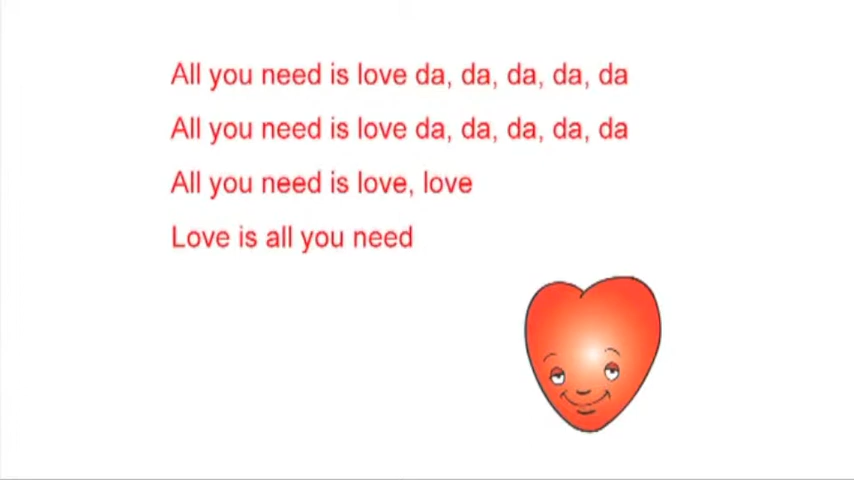 All you need is love da, da, da, da, da
All you need is love da, da, da, da, da
All you need is love, love
Love is all you need